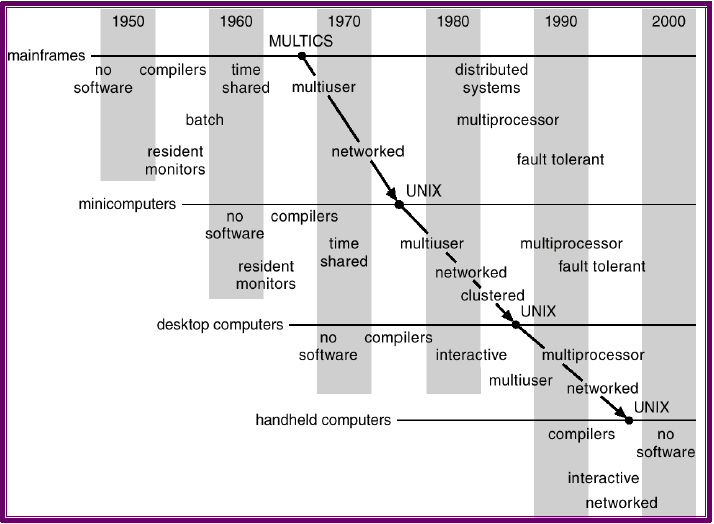 1950 1960 1970 1980 1990 2000
MULTICS
mainframes
no compilers time distributed
software shared multiuser systems
batch multiprocessor
resident networked fault tolerant
monitors
UNIX
minicomputers
no compilers
software
time multiuser multiprocessor
shared
resident networked fault tolerant
monitors
clustered
UNIX
desktop computers
no compilers
software interactive multiprocessor
multiuser networked
UNIX
handheld computers
compilers no
software
interactive
networked